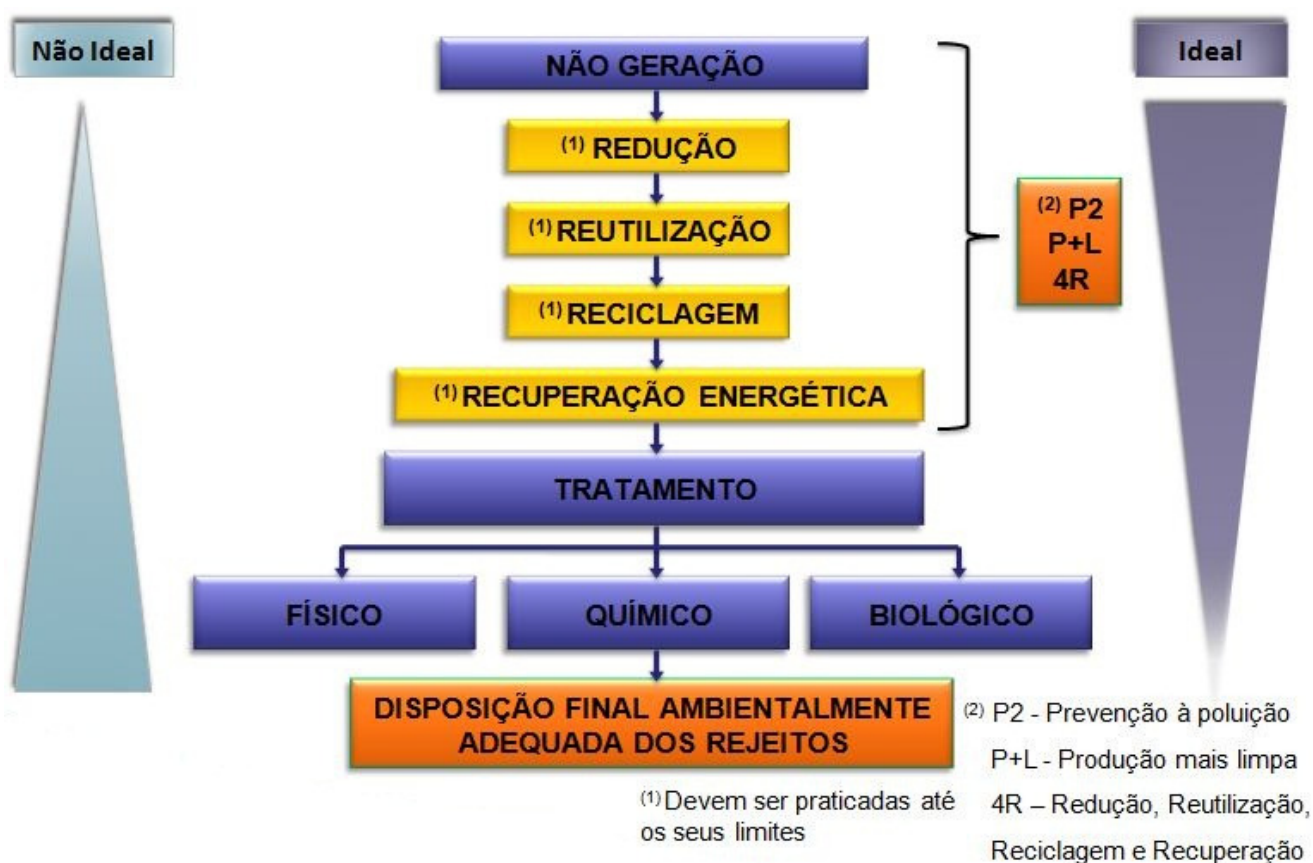 Não Ideal
Ideal
NÃO GERAÇÃO
(1) REDUÇÃO
(1) REUTILIZAÇÃO
(1) RECICLAGEM
(1) RECUPERAÇÃO ENERGÉTICA
(2) P2
P+L
4R
TRATAMENTO
FÍSICO
QUÍMICO
BIOLÓGICO
DISPOSIÇÃO FINAL AMBIENTALMENTE
ADEQUADA DOS REJEITOS
(1) Devem ser praticadas até
os seus limites
(2) P2 - Prevenção à poluição
P+L - Produção mais limpa
4R – Redução, Reutilização,
Reciclagem e Recuperação